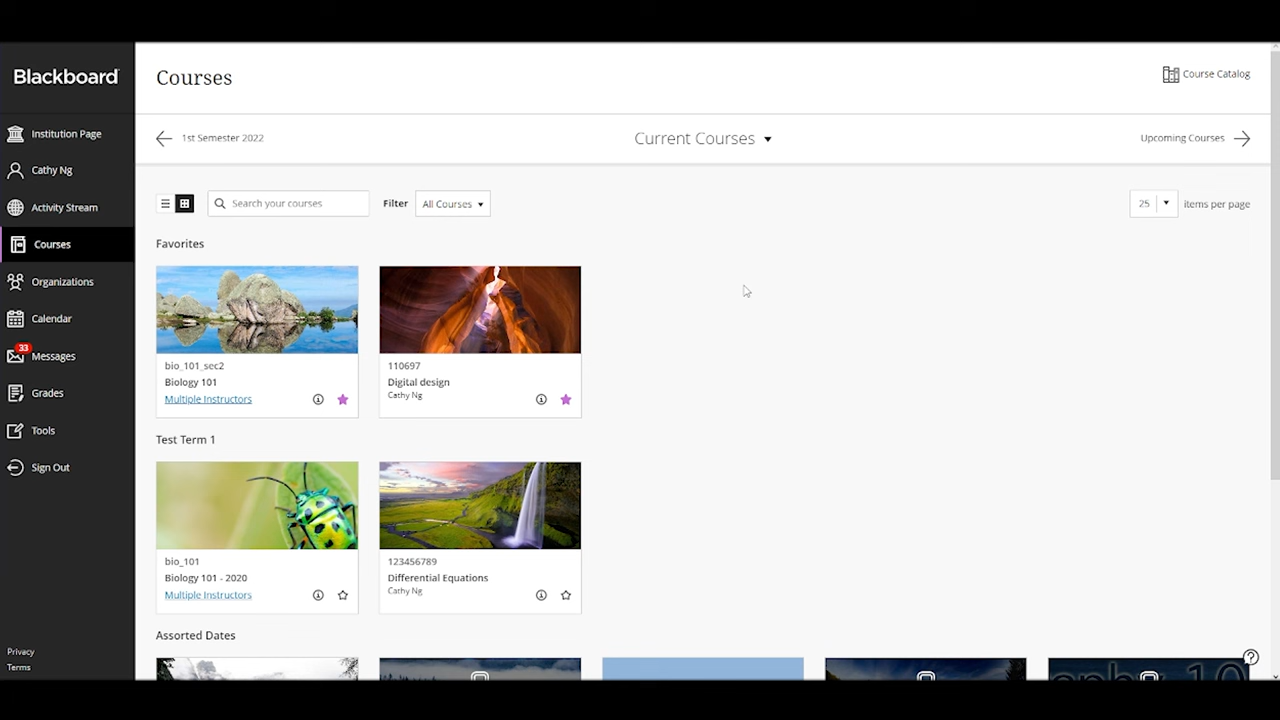 Blackboard
Institution Page
Cathy Ng
Activity Stream
Courses
Organizations
Calendar
33
Messages
Grades
Tools
Sign Out
Privacy
Terms
Courses
Course Catalog
1st Semester 2022
Current Courses
Upcoming Courses
Search your courses
Filter
All Courses
25
items per page
Favorites
bio_101_sec2
Biology 101
Multiple Instructors
110697
Digital design
Cathy Ng
Test Term 1
bio_101
Biology 101 - 2020
Multiple Instructors
123456789
Differential Equations
Cathy Ng
Assorted Dates